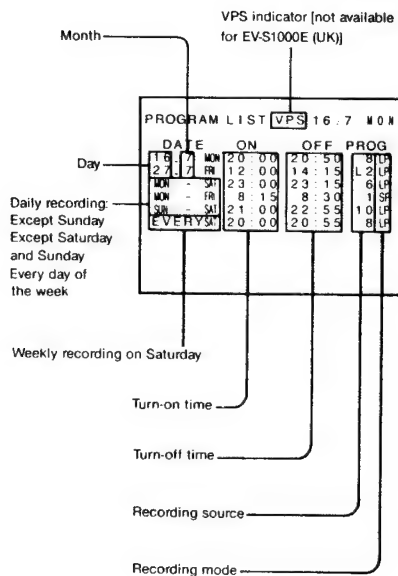 VPS indicator [not available
for EV-S1000E (UK)]
Month
PROGRAM LIST VPS 16.7 MON
DATE ON OFF PROG
Day
16 . 7 MON 20:00 20:50 8 LP
27 . 7 FRI 12:00 14:15 L2 LP
MON - SAT 23:00 23:15 6 LP
MON - FRI 8:15 8:30 1 SP
SUN - SAT 21:00 22:55 10 LP
EVERY SAT 20:00 20:50 8 LP
Daily recording:
Except Sunday
Except Saturday
and Sunday
Every day of
the week
Weekly recording on Saturday
Turn-on time
Turn-off time
Recording source
Recording mode